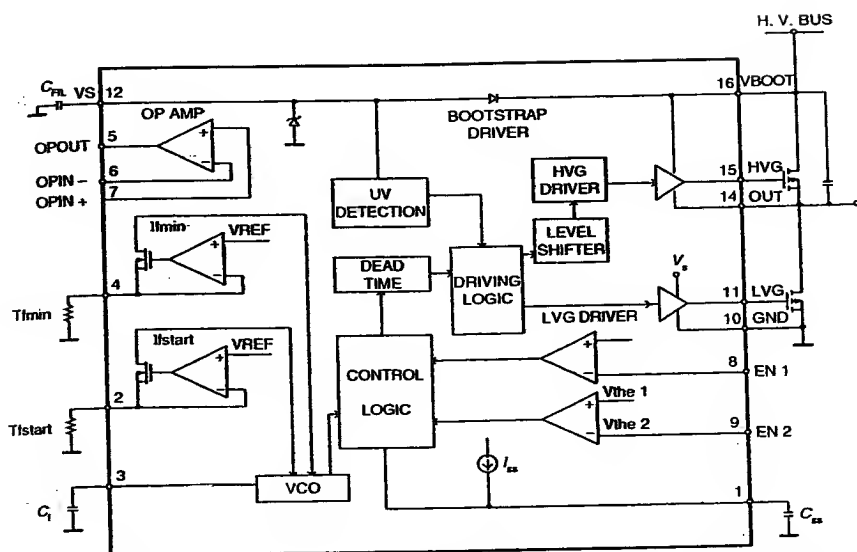 H. V. BUS
C_FIL VS 12
16 VBOOT
OP AMP
BOOTSTRAP
DRIVER
OPOUT 5
6
OPIN –
7
OPIN +
UV
DETECTION
HVG
DRIVER
15 HVG
14 OUT
LEVEL
SHIFTER
Ifmin
VREF
4
Tfmin
DEAD
TIME
DRIVING
LOGIC
V_s
11 LVG
10 GND
LVG DRIVER
Ifstart
VREF
2
Tfstart
CONTROL
LOGIC
8 EN 1
Vthe 1
Vthe 2
9 EN 2
I_ss
3
VCO
1
C_f
C_ss
+
–
+
–
+
–
+
–
+
–